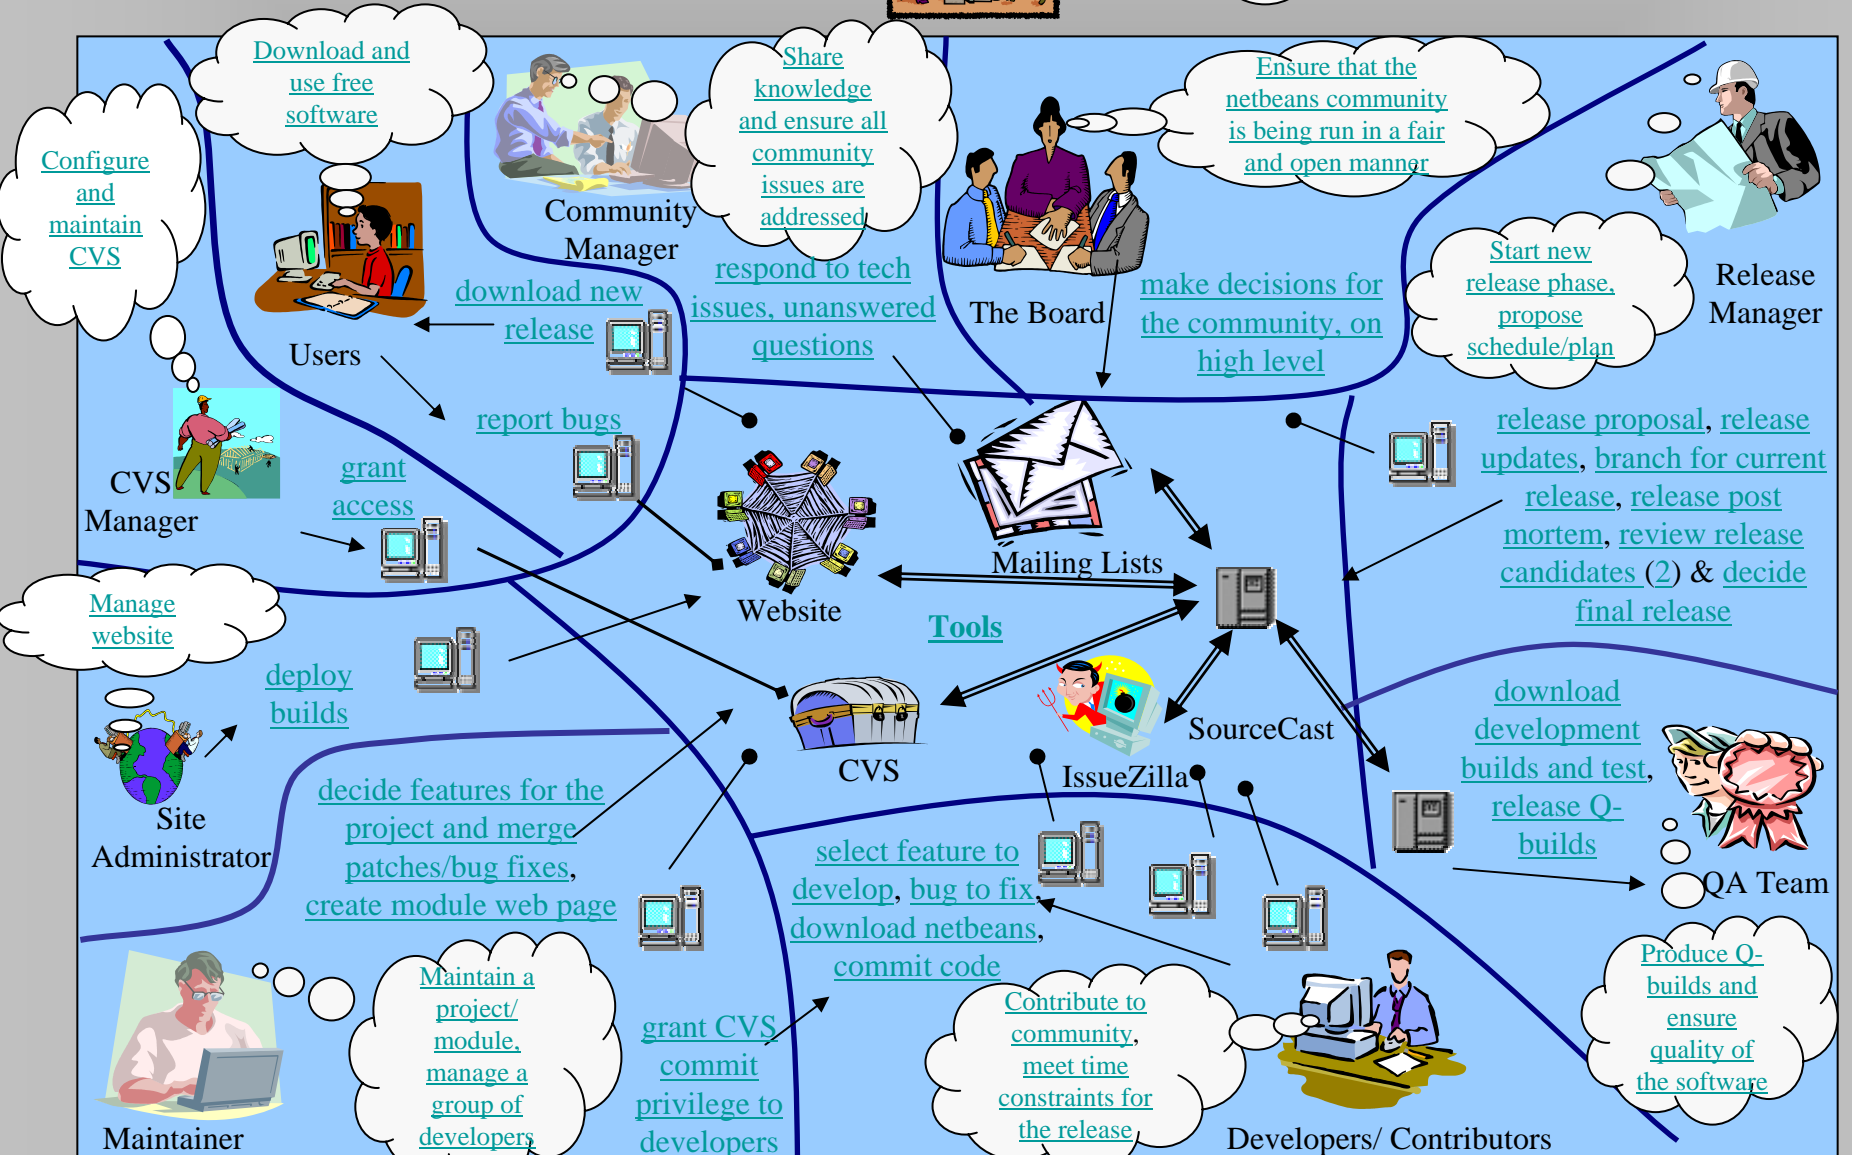 Download and
use free
software
Share
knowledge
and ensure all
community
issues are
addressed
Ensure that the
netbeans community
is being run in a fair
and open manner
Configure
and
maintain
CVS
Community
Manager
download new
release
Users
respond to tech
issues, unanswered
questions
The Board
make decisions for
the community, on
high level
Start new
release phase,
propose
schedule/plan
Release
Manager
report bugs
grant
access
CVS
Manager
release proposal, release
updates, branch for current
release, release post
mortem, review release
candidates (2) & decide
final release
Mailing Lists
Website
Tools
Manage
website
deploy
builds
Site
Administrator
CVS
IssueZilla
SourceCast
download
development
builds and test,
release Q-
builds
QA Team
decide features for the
project and merge
patches/bug fixes,
create module web page
select feature to
develop, bug to fix,
download netbeans,
commit code
Maintain a
project/
module,
manage a
group of
developers
Maintainer
grant CVS
commit
privilege to
developers
Contribute to
community,
meet time
constraints for
the release
Developers/ Contributors
Produce Q-
builds and
ensure
quality of
the software